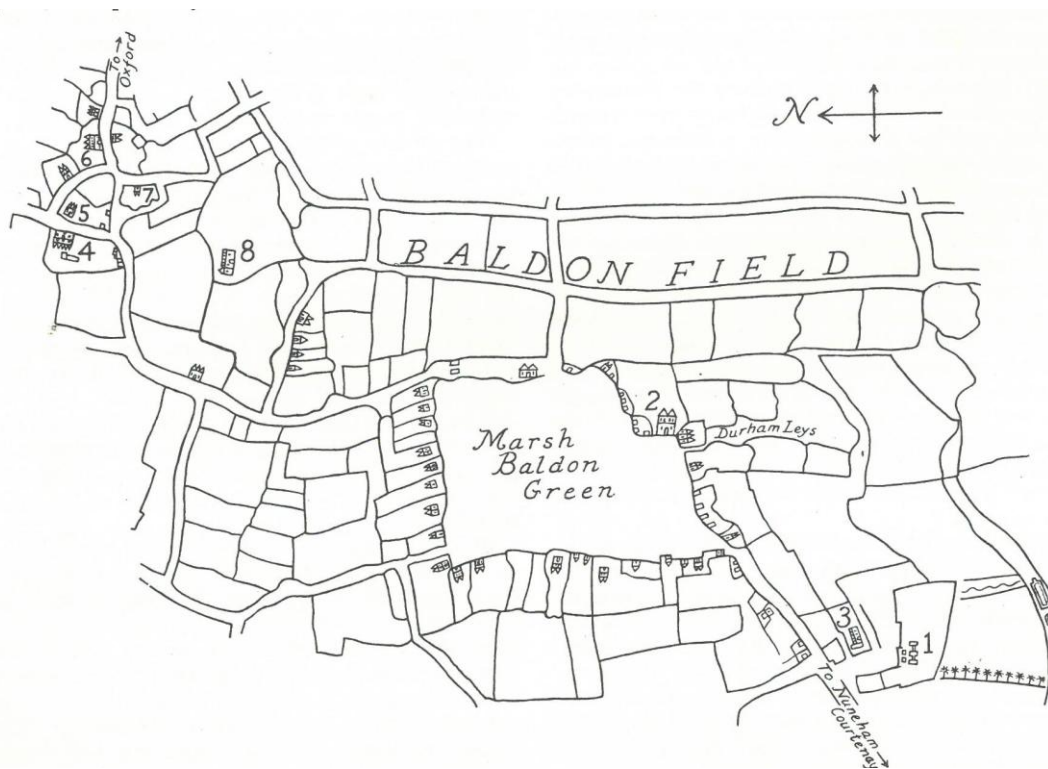 To →
Oxford
N
6
7
5
4
8
BALDON FIELD
2
Durham Leys
Marsh
Baldon
Green
3
1
To Nuneham →
Courtenay